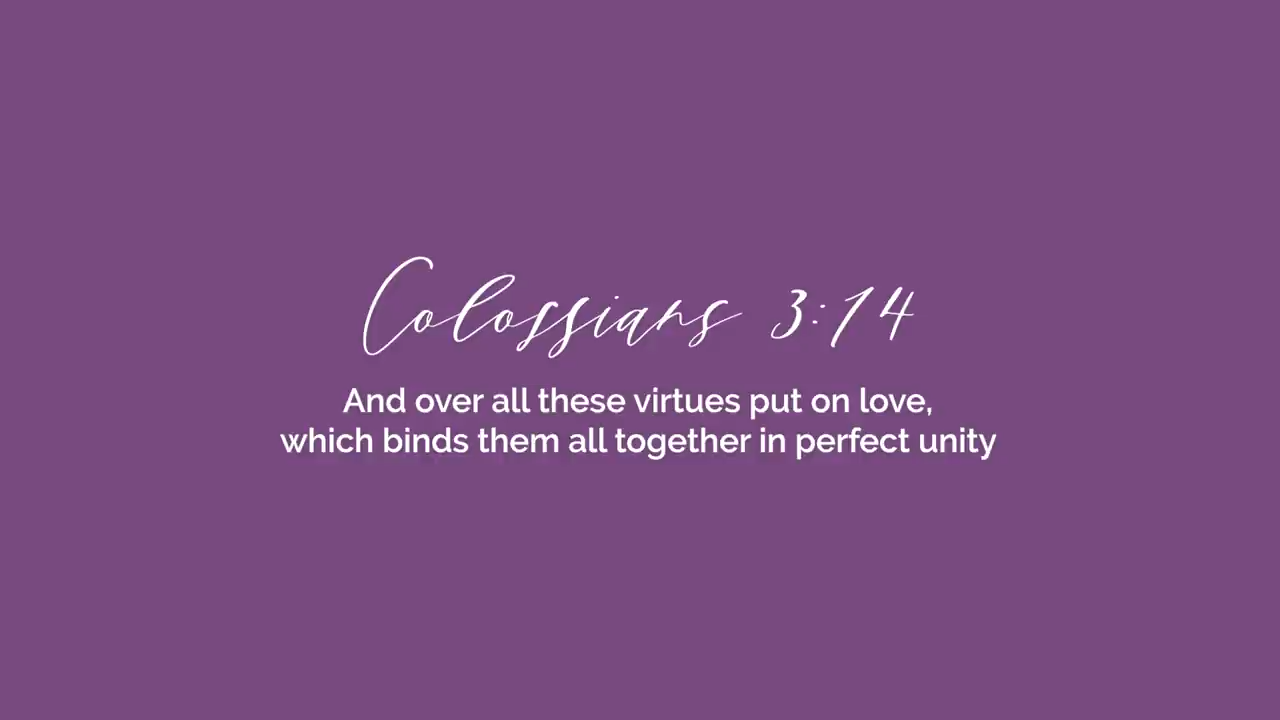 Colossians 3:14
And over all these virtues put on love,
which binds them all together in perfect unity